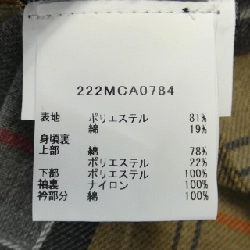 222MCA0784
表地 ポリエステル 81%
綿 19%
身頃裏
上部 綿 78%
ポリエステル 22%
下部 ポリエステル 100%
袖裏 ナイロン 100%
衿部分 綿 100%